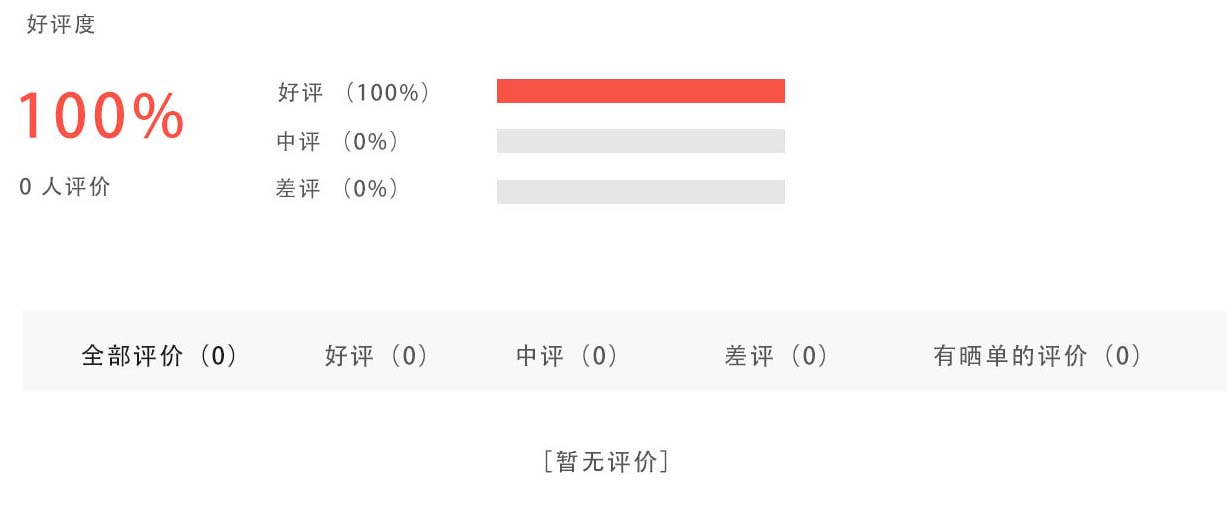 好评度
100%
0 人评价
好评 （100%）
中评 （0%）
差评 （0%）
全部评价（0） 好评（0） 中评（0） 差评（0） 有晒单的评价（0）
[暂无评价]